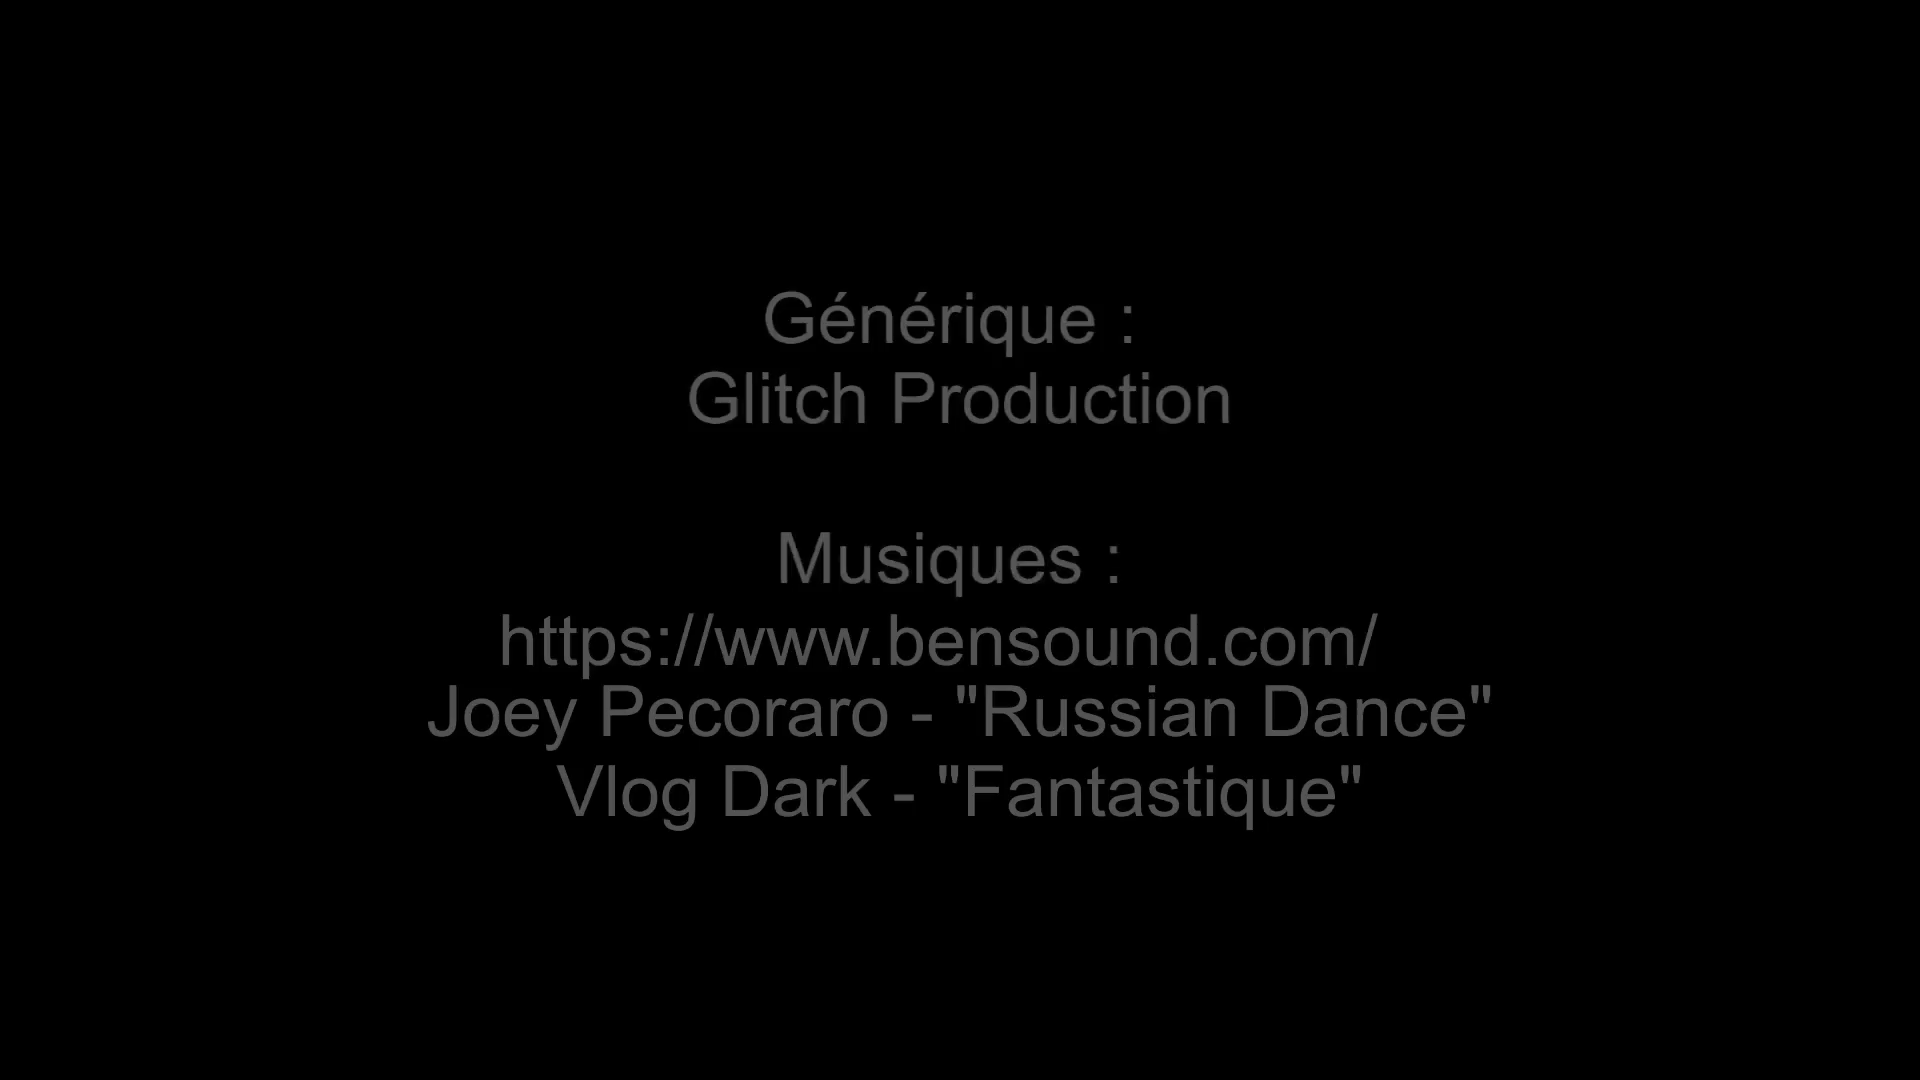 Générique :
Glitch Production
Musiques :
https://www.bensound.com/
Joey Pecoraro - "Russian Dance"
Vlog Dark - "Fantastique"